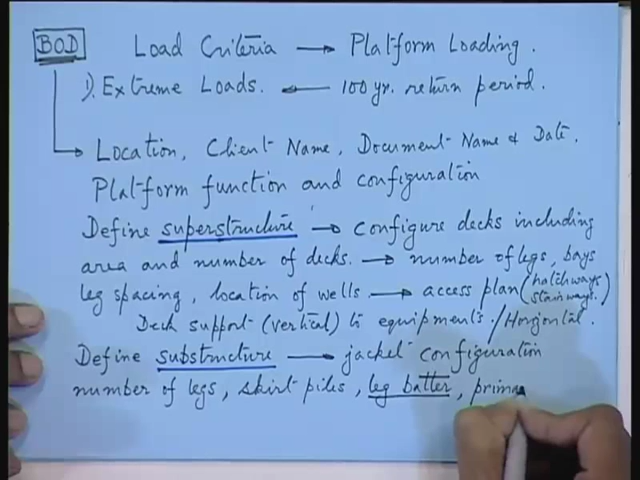 BOD Load Criteria → Platform Loading.
1). Extreme Loads. ← 100 yr. return period.
→ Location, Client Name, Document Name & Date.
Platform function and configuration
Define superstructure → configure decks including
area and number of decks. → number of legs, bays
leg spacing, location of wells → access plan (hatchways
stairways.)
Deck support (vertical) to equipments/Horizontal.
Define substructure → jacket configuration
number of legs, skirt piles, leg batter, prima